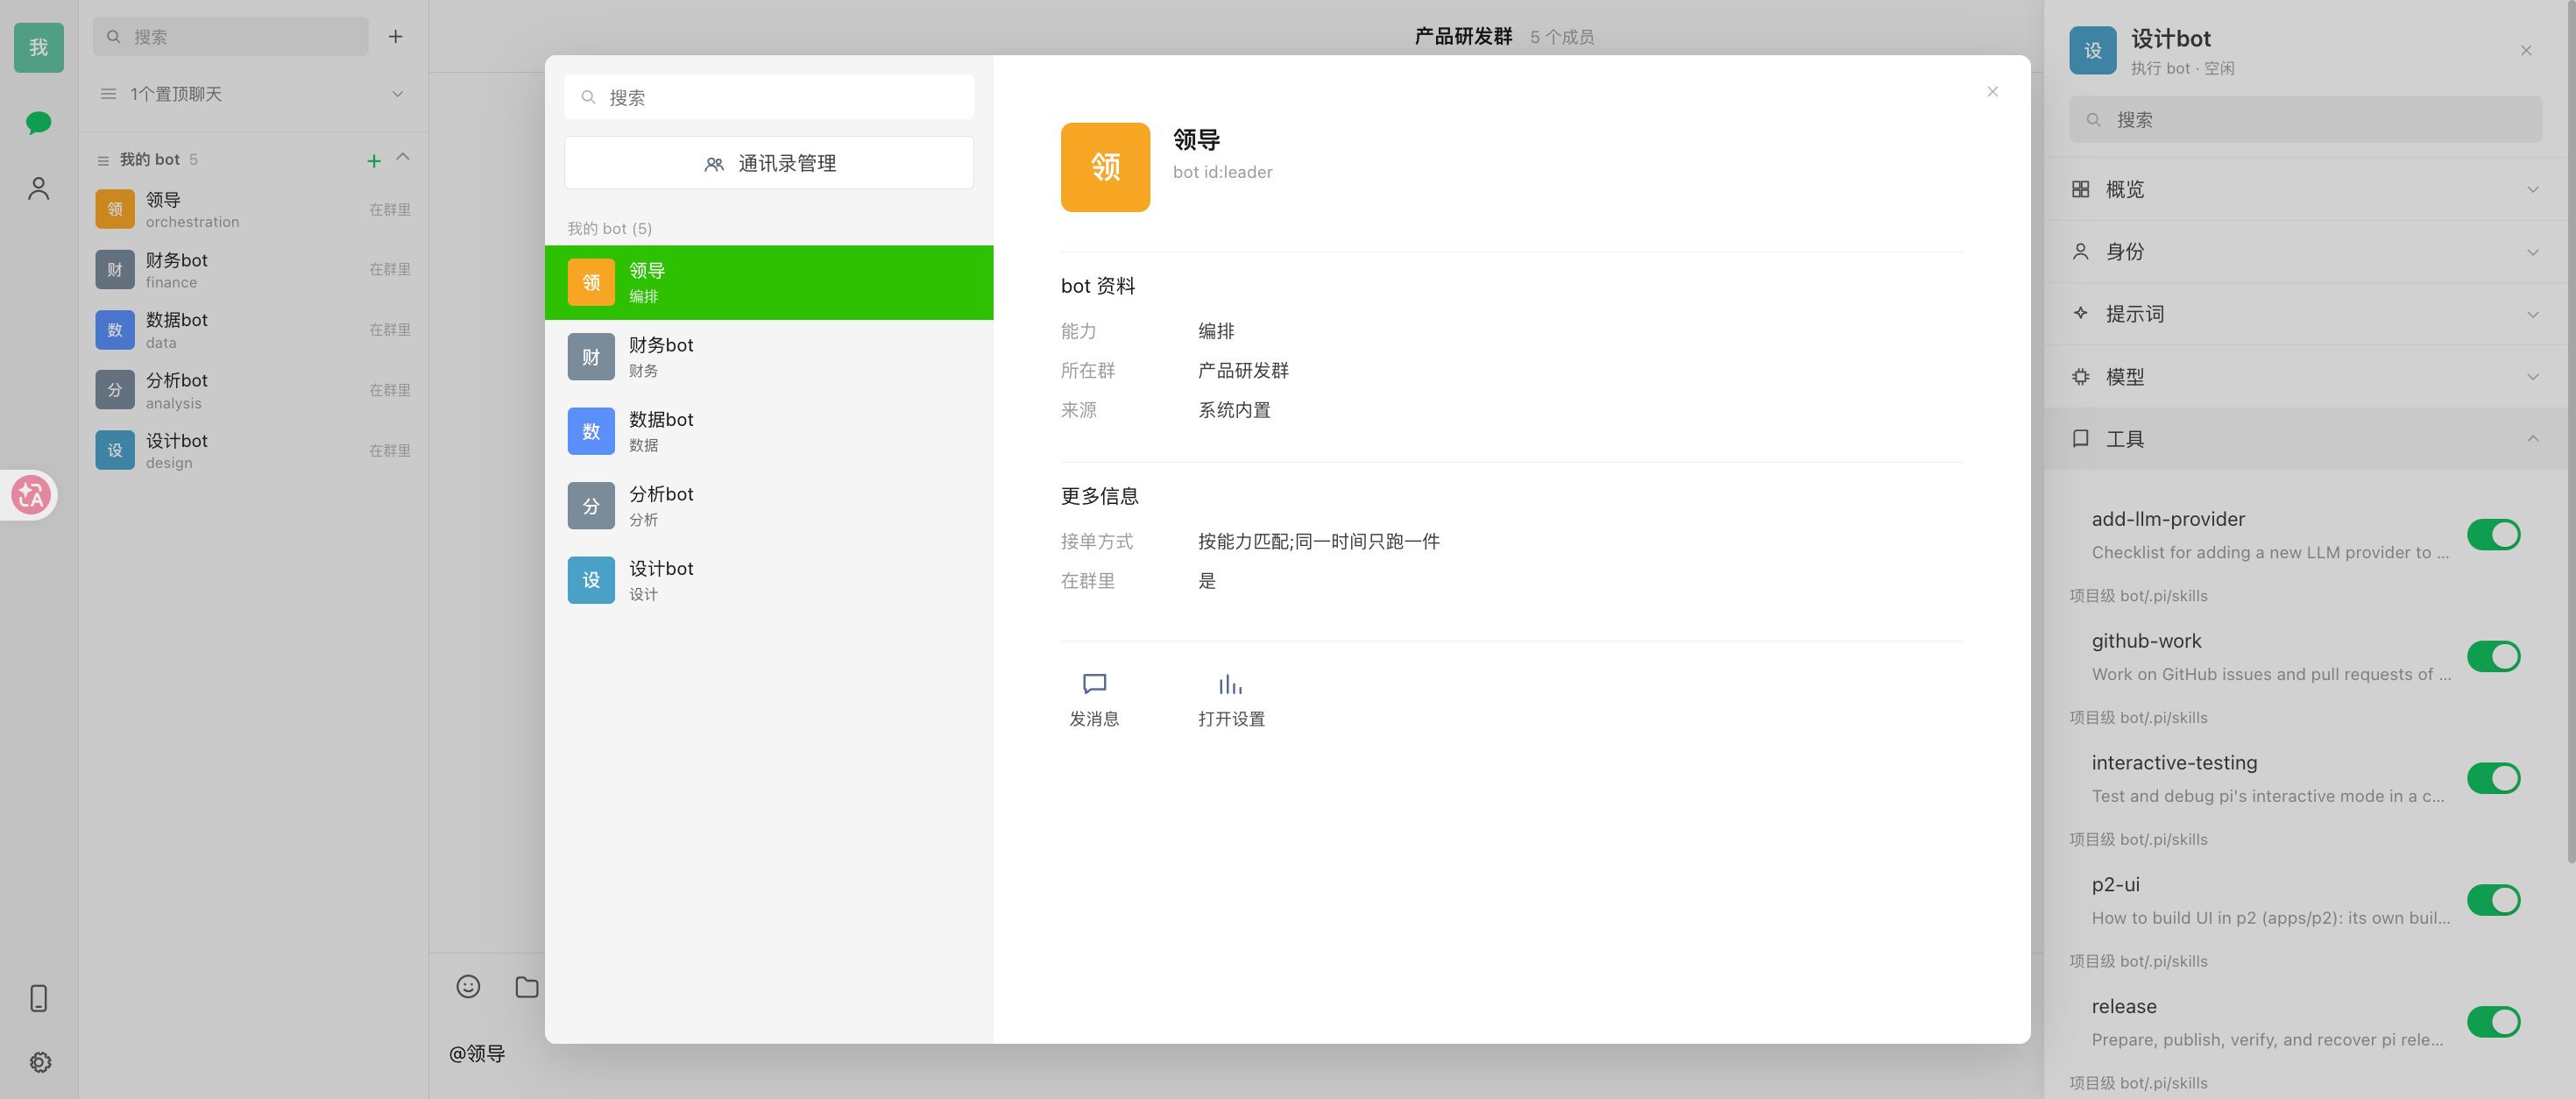 我
搜索
1个置顶聊天
我的 bot 5
领
领导
orchestration
在群里
财
财务bot
finance
在群里
数
数据bot
data
在群里
分
分析bot
analysis
在群里
设
设计bot
design
在群里
A
产品研发群 5 个成员
@领导
搜索
通讯录管理
我的 bot (5)
领
领导
编排
财
财务bot
财务
数
数据bot
数据
分
分析bot
分析
设
设计bot
设计
领
领导
bot id:leader
bot 资料
能力 编排
所在群 产品研发群
来源 系统内置
更多信息
接单方式 按能力匹配;同一时间只跑一件
在群里 是
发消息 打开设置
设
设计bot
执行 bot · 空闲
搜索
概览
身份
提示词
模型
工具
add-llm-provider
Checklist for adding a new LLM provider to ...
项目级 bot/.pi/skills
github-work
Work on GitHub issues and pull requests of ...
项目级 bot/.pi/skills
interactive-testing
Test and debug pi's interactive mode in a c...
项目级 bot/.pi/skills
p2-ui
How to build UI in p2 (apps/p2): its own buil...
项目级 bot/.pi/skills
release
Prepare, publish, verify, and recover pi rele...
项目级 bot/.pi/skills